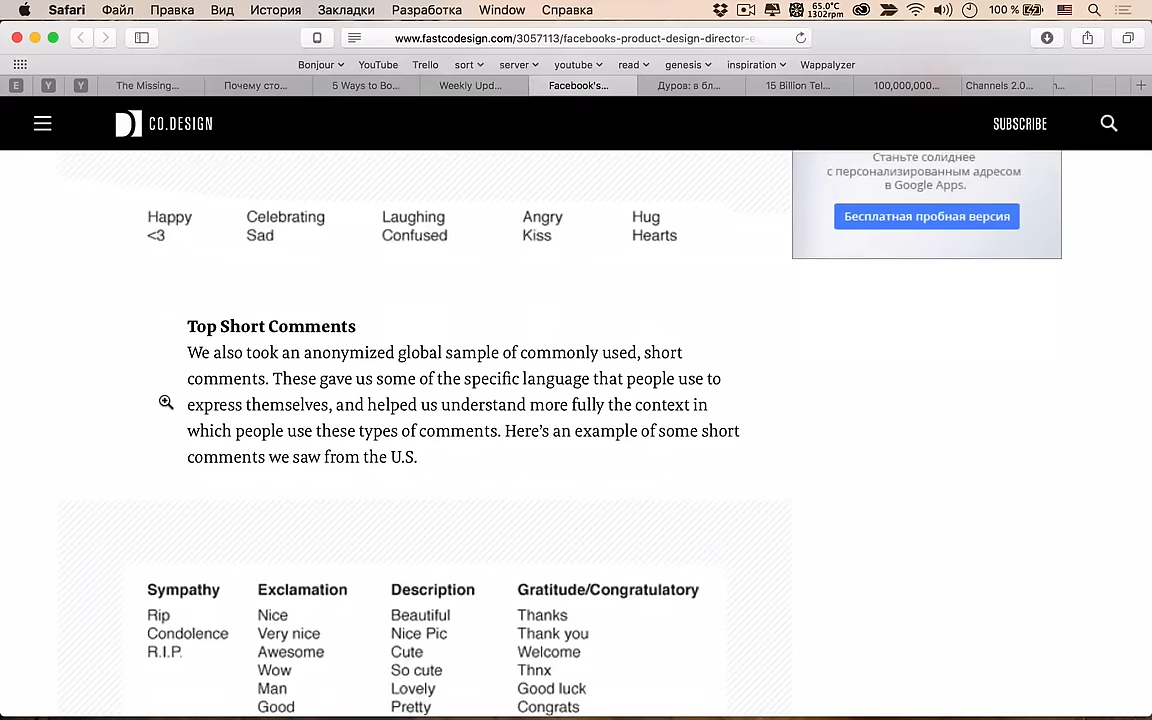 Safari Файл Правка Вид История Закладки Разработка Window Справка 65.0°C 1302rpm 100 %
www.fastcodesign.com/3057113/facebooks-product-design-director-e
Bonjour YouTube Trello sort server youtube read genesis inspiration Wappalyzer
E Y Y The Missing... Почему сто... 5 Ways to Bo... Weekly Upd... Facebook's... Дуров: в бл... 15 Billion Tel... 100,000,000... Channels 2.0...
CO.DESIGN SUBSCRIBE
Станьте солиднее
с персонализированным адресом
в Google Apps.
Бесплатная пробная версия
Happy Celebrating Laughing Angry Hug
<3 Sad Confused Kiss Hearts
Top Short Comments
We also took an anonymized global sample of commonly used, short
comments. These gave us some of the specific language that people use to
express themselves, and helped us understand more fully the context in
which people use these types of comments. Here's an example of some short
comments we saw from the U.S.
Sympathy Exclamation Description Gratitude/Congratulatory
Rip Nice Beautiful Thanks
Condolence Very nice Nice Pic Thank you
R.I.P. Awesome Cute Welcome
Wow So cute Thnx
Man Lovely Good luck
Good Pretty Congrats